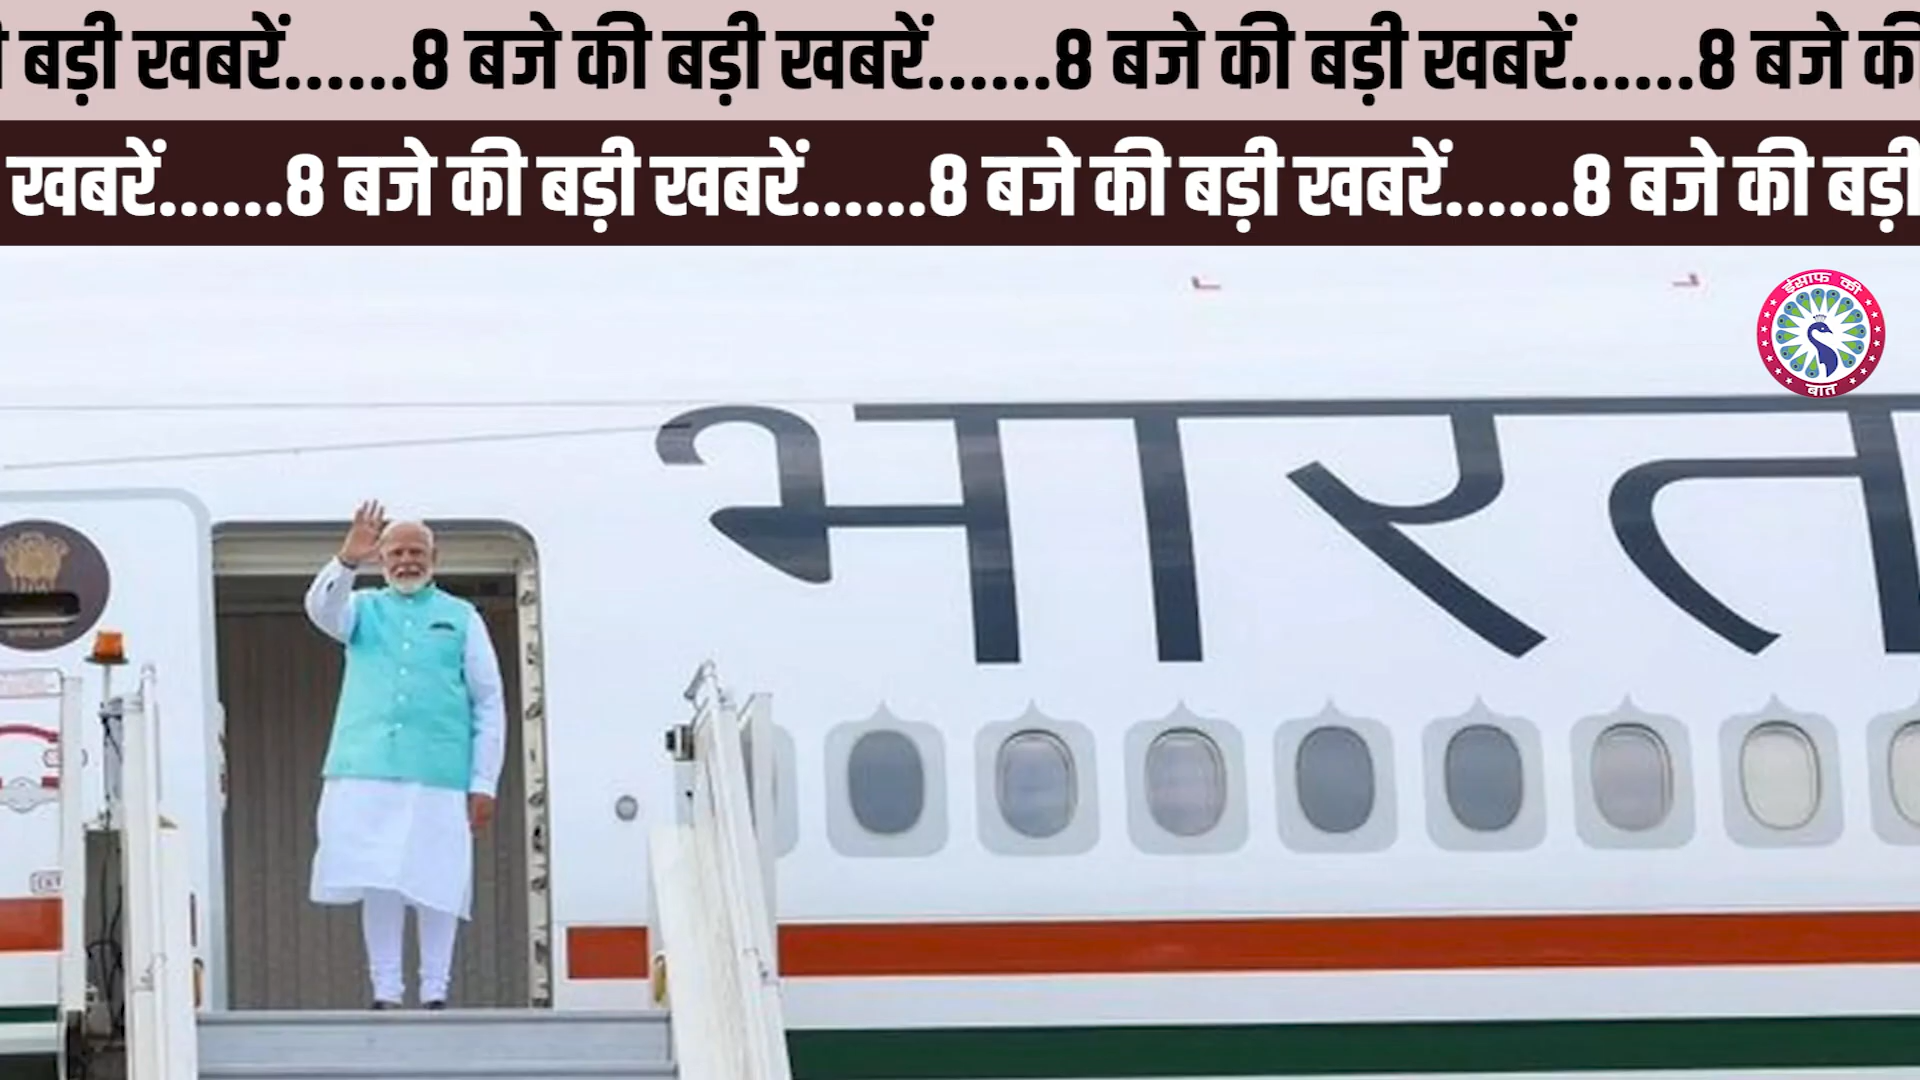 बड़ी खबरें......8 बजे की बड़ी खबरें......8 बजे की बड़ी खबरें......8 बजे की
खबरें......8 बजे की बड़ी खबरें......8 बजे की बड़ी खबरें......8 बजे की बड़ी
इंसाफ की
बात
भारत